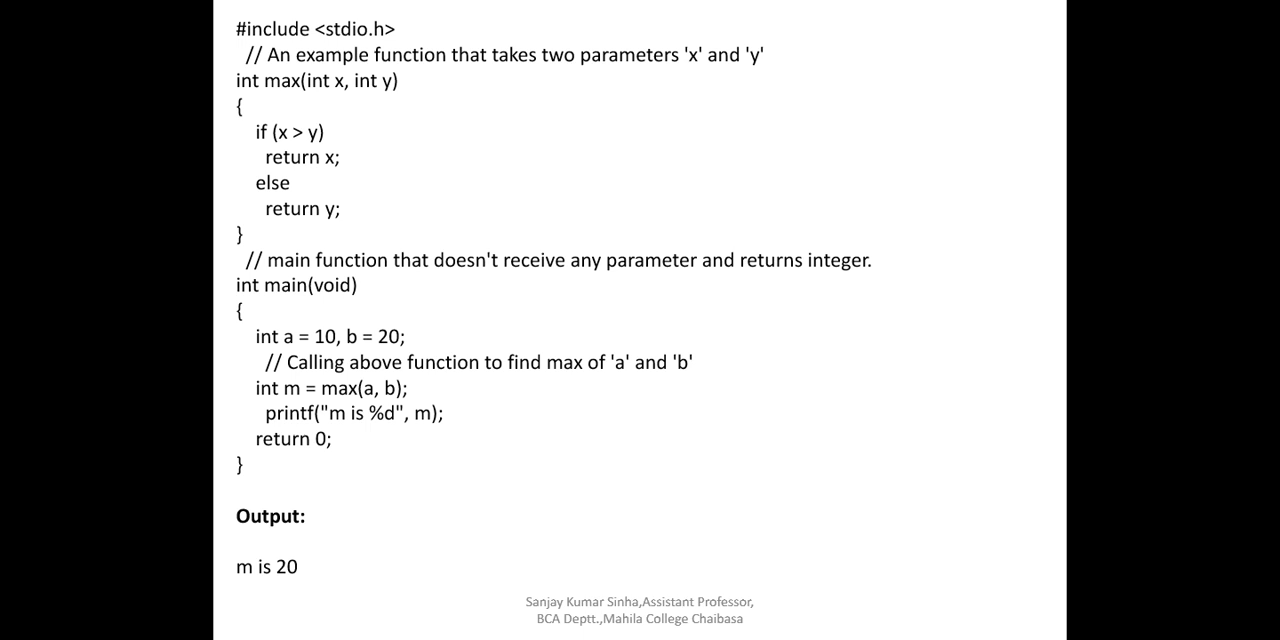 #include <stdio.h>
// An example function that takes two parameters 'x' and 'y'
int max(int x, int y)
{
if (x > y)
return x;
else
return y;
}
// main function that doesn't receive any parameter and returns integer.
int main(void)
{
int a = 10, b = 20;
// Calling above function to find max of 'a' and 'b'
int m = max(a, b);
printf("m is %d", m);
return 0;
}
Output:
m is 20
Sanjay Kumar Sinha,Assistant Professor,
BCA Deptt.,Mahila College Chaibasa